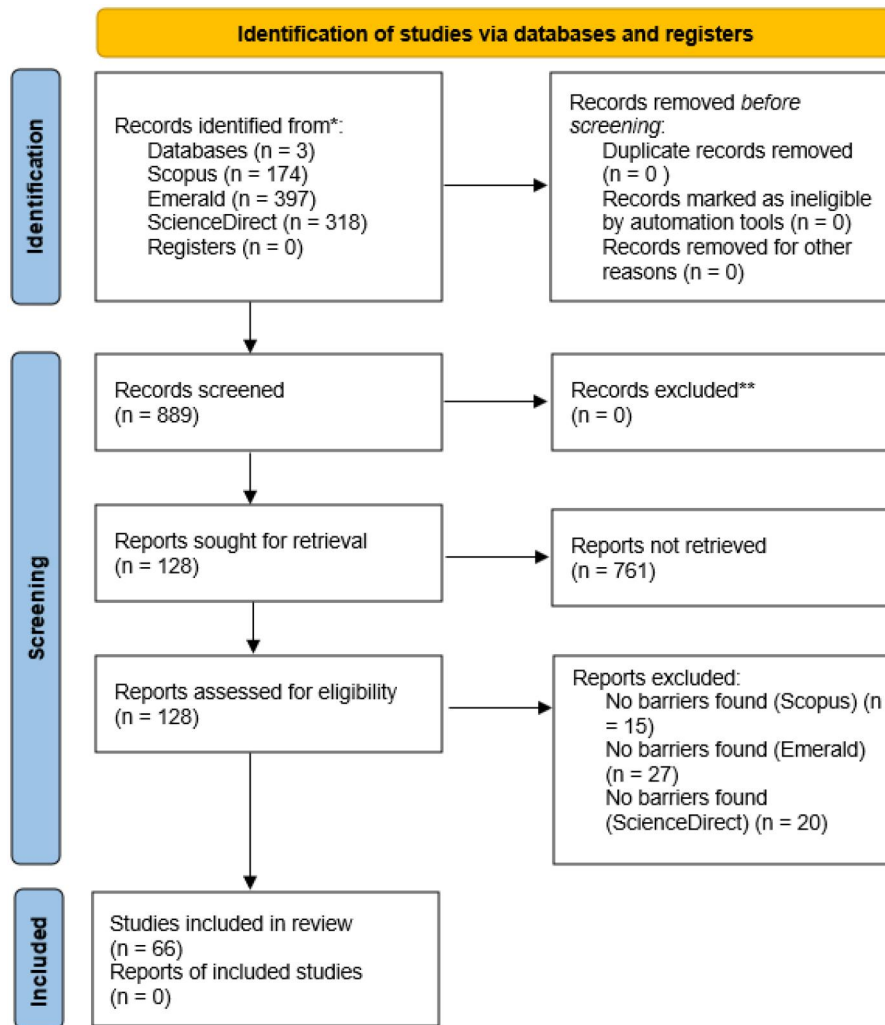 Identification of studies via databases and registers
Identification
Records identified from*:
Databases (n = 3)
Scopus (n = 174)
Emerald (n = 397)
ScienceDirect (n = 318)
Registers (n = 0)
Records removed before
screening:
Duplicate records removed
(n = 0 )
Records marked as ineligible
by automation tools (n = 0)
Records removed for other
reasons (n = 0)
Screening
Records screened
(n = 889)
Records excluded**
(n = 0)
Reports sought for retrieval
(n = 128)
Reports not retrieved
(n = 761)
Reports assessed for eligibility
(n = 128)
Reports excluded:
No barriers found (Scopus) (n
= 15)
No barriers found (Emerald)
(n = 27)
No barriers found
(ScienceDirect) (n = 20)
Included
Studies included in review
(n = 66)
Reports of included studies
(n = 0)